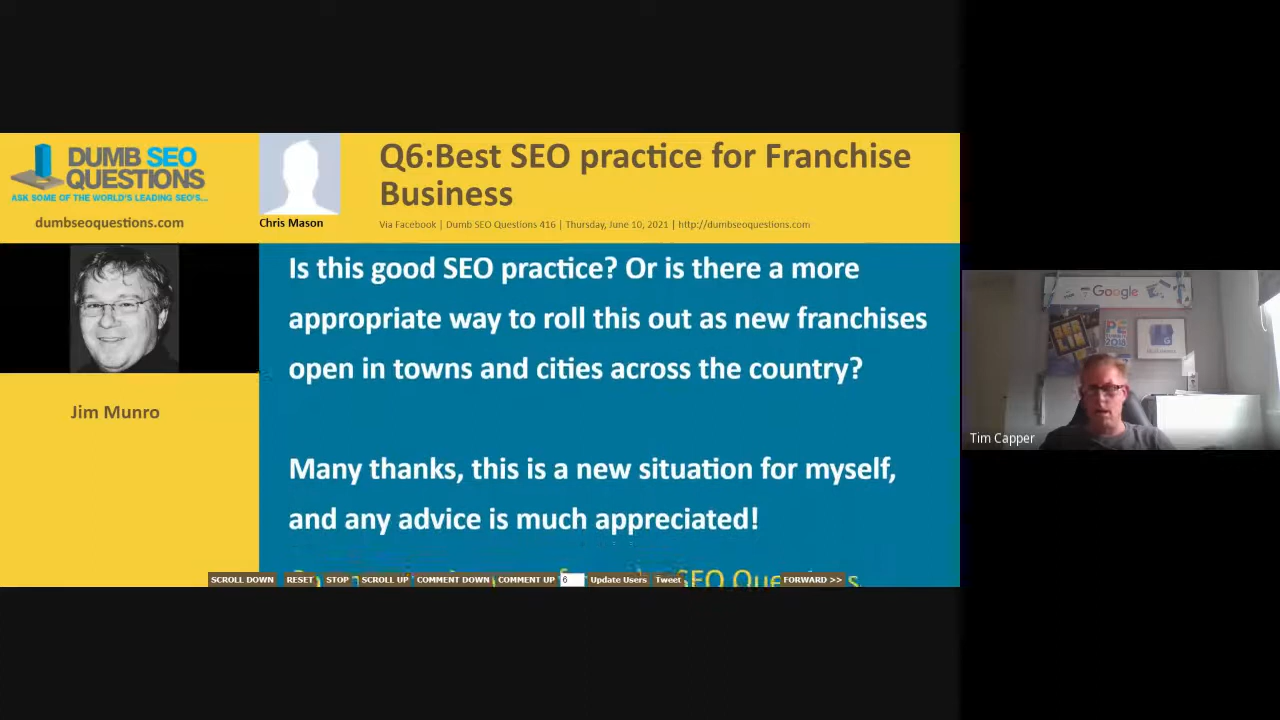 DUMB SEO
QUESTIONS
ASK SOME OF THE WORLD'S LEADING SEO'S...
dumbseoquestions.com
Chris Mason
Q6:Best SEO practice for Franchise
Business
Via Facebook | Dumb SEO Questions 416 | Thursday, June 10, 2021 | http://dumbseoquestions.com
Jim Munro
Is this good SEO practice? Or is there a more
appropriate way to roll this out as new franchises
open in towns and cities across the country?
Many thanks, this is a new situation for myself,
and any advice is much appreciated!
SEO
SCROLL DOWN RESET STOP SCROLL UP COMMENT DOWN COMMENT UP 6 Update Users Tweet FORWARD >>
Google
Tim Capper